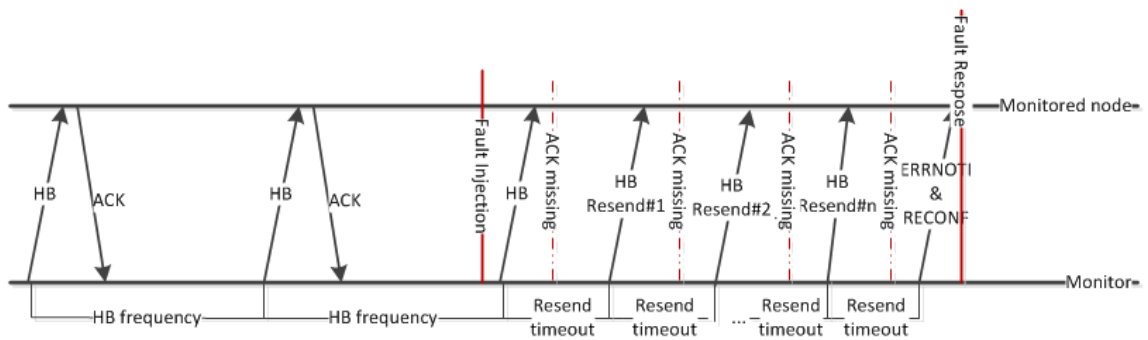 Fault Respose
Monitored node
Fault Injection
HB
ACK
HB
ACK
HB
ACK missing
HB
Resend#1
ACK missing
HB
Resend#2
ACK missing
HB
Resend#n
ACK missing
ERRNOTI
&
RECONF
Monitor
HB frequency
HB frequency
Resend
timeout
Resend
timeout
...
Resend
timeout
Resend
timeout